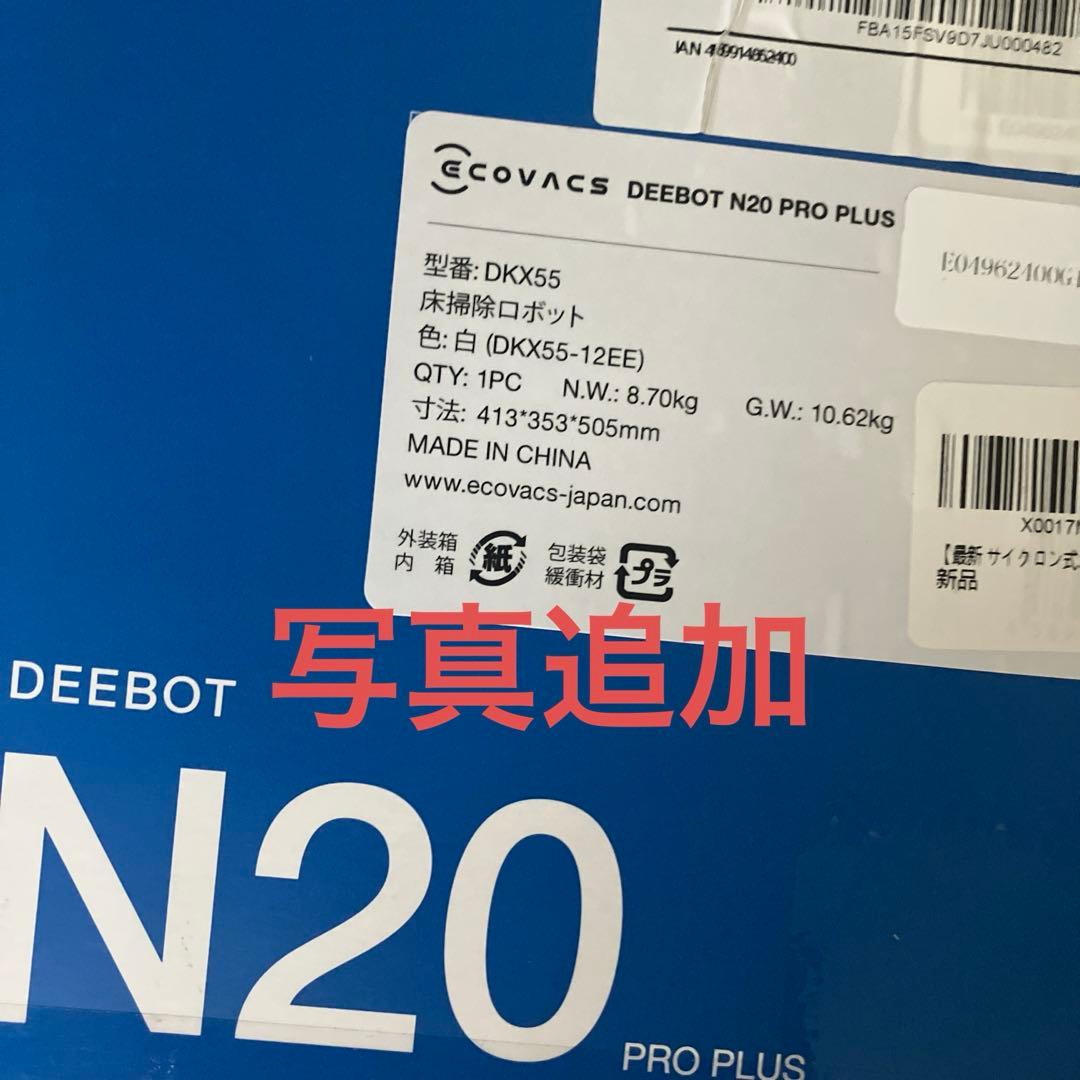 FBA15FSV9D7JU000482
ECOVACS DEEBOT N20 PRO PLUS
型番: DKX55
床掃除ロボット
色: 白 (DKX55-12EE)
QTY: 1PC N.W.: 8.70kg G.W.: 10.62kg
寸法: 413*353*505mm
MADE IN CHINA
www.ecovacs-japan.com
外装箱 紙 包装袋 プラ
内 箱 緩衝材
E04962400G
X0017
【最新サイクロン式
新品
写真追加
DEEBOT
N20
PRO PLUS